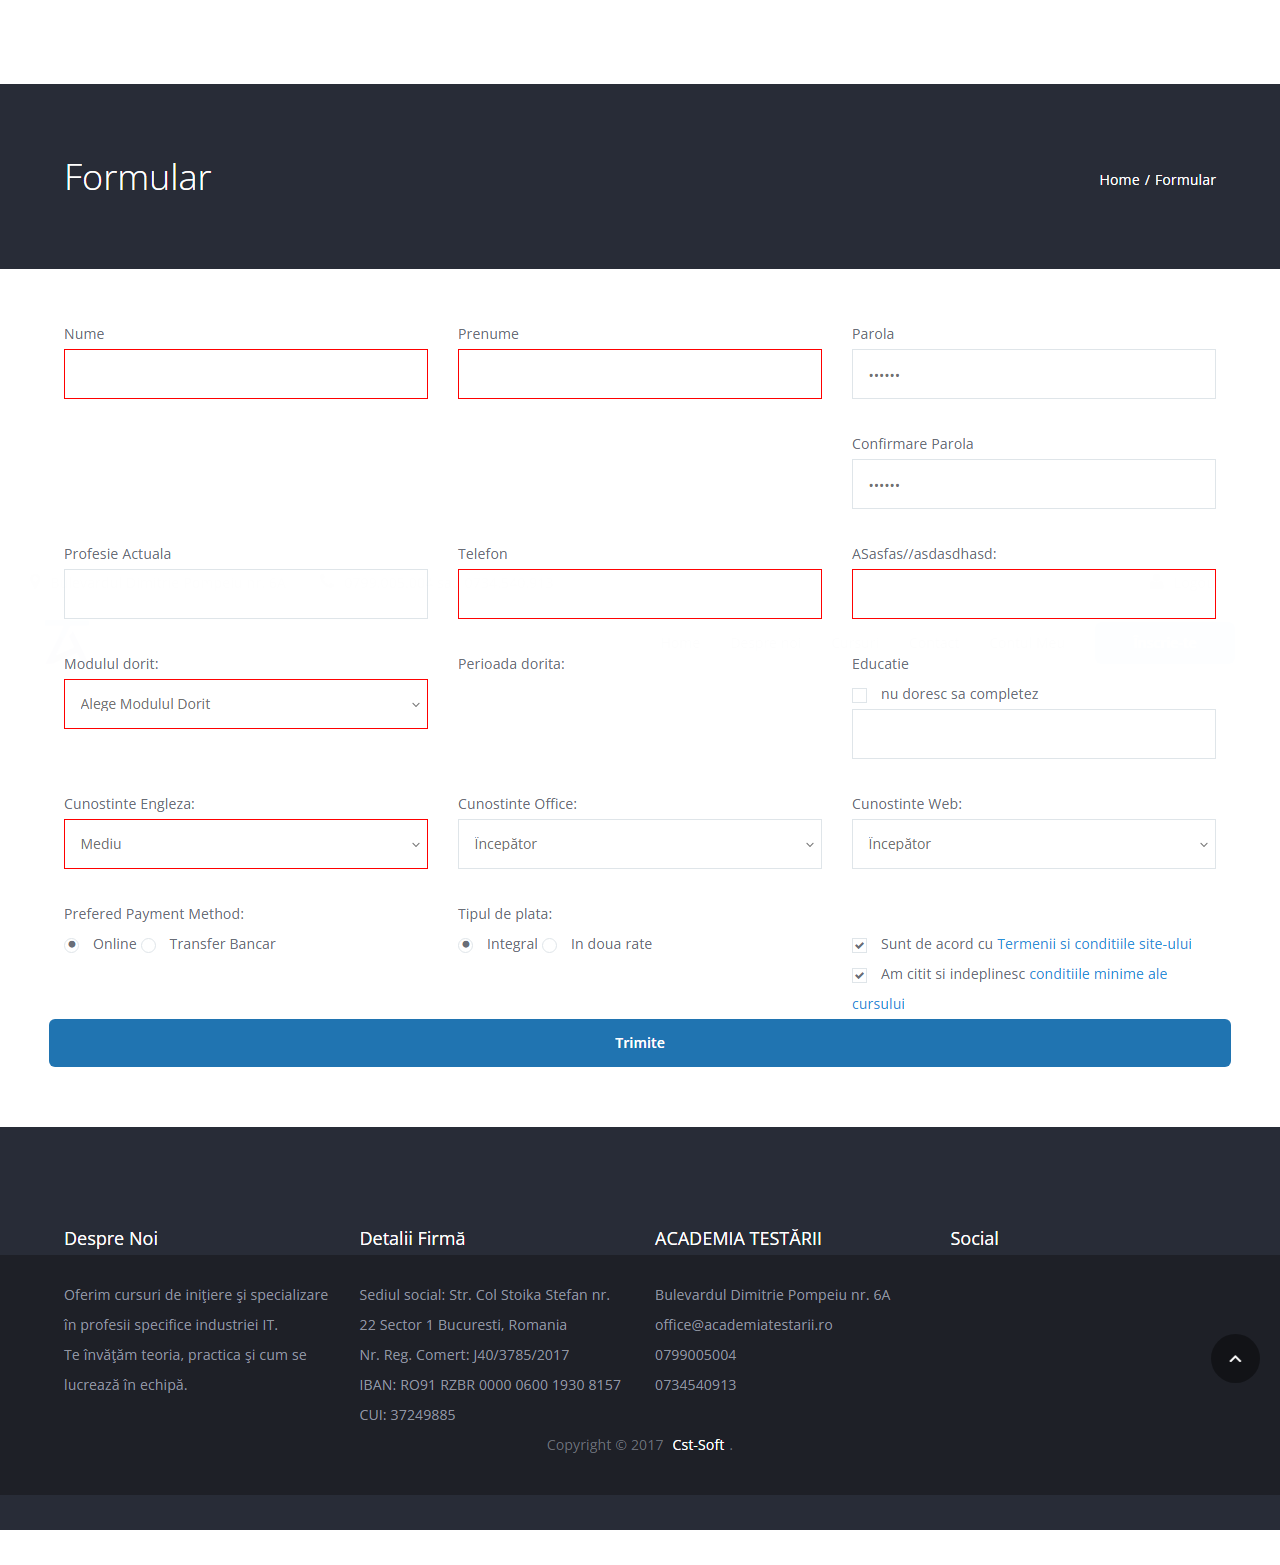 Formular
Home / Formular
Nume
Prenume
Parola
••••••
Confirmare Parola
••••••
Profesie Actuala
Telefon
ASasfas//asdasdhasd:
Modulul dorit:
Alege Modulul Dorit
Perioada dorita:
Educatie
nu doresc sa completez
Cunostinte Engleza:
Mediu
Cunostinte Office:
Începător
Cunostinte Web:
Începător
Prefered Payment Method:
Online
Transfer Bancar
Tipul de plata:
Integral
In doua rate
Sunt de acord cu Termenii si conditiile site-ului
Am citit si indeplinesc conditiile minime ale
cursului
Trimite
Despre Noi
Oferim cursuri de inițiere și specializare
în profesii specifice industriei IT.
Te învățăm teoria, practica și cum se
lucrează în echipă.
Detalii Firmă
Sediul social: Str. Col Stoika Stefan nr.
22 Sector 1 Bucuresti, Romania
Nr. Reg. Comert: J40/3785/2017
IBAN: RO91 RZBR 0000 0600 1930 8157
CUI: 37249885
ACADEMIA TESTĂRII
Bulevardul Dimitrie Pompeiu nr. 6A
office@academiatestarii.ro
0799005004
0734540913
Social
Copyright © 2017 Cst-Soft .